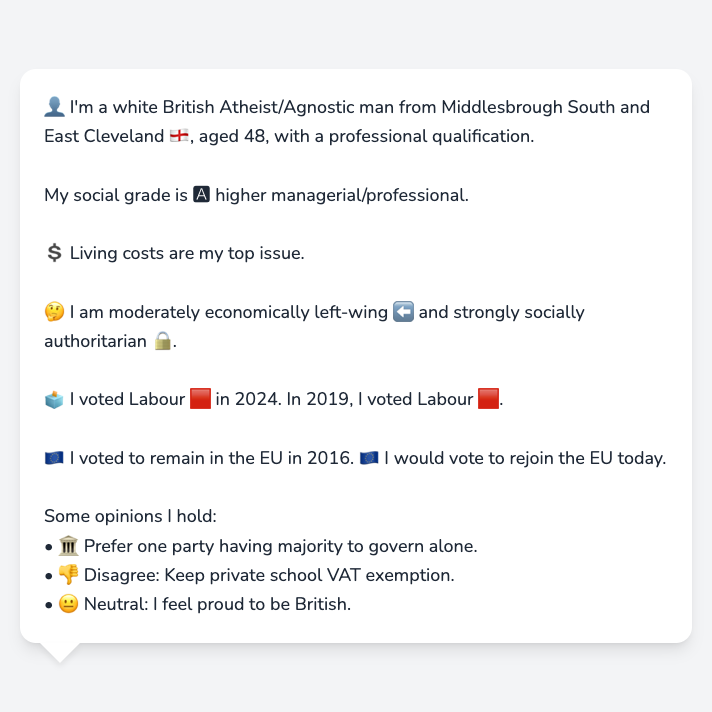 👤 I'm a white British Atheist/Agnostic man from Middlesbrough South and
East Cleveland 🏴󠁧󠁢󠁥󠁮󠁧󠁿, aged 48, with a professional qualification.
My social grade is 🅰 higher managerial/professional.
💲 Living costs are my top issue.
🤔 I am moderately economically left-wing ⬅️ and strongly socially
authoritarian 🔒.
🗳️ I voted Labour 🟥 in 2024. In 2019, I voted Labour 🟥.
🇪🇺 I voted to remain in the EU in 2016. 🇪🇺 I would vote to rejoin the EU today.
Some opinions I hold:
• 🏛️ Prefer one party having majority to govern alone.
• 👎 Disagree: Keep private school VAT exemption.
• 😐 Neutral: I feel proud to be British.